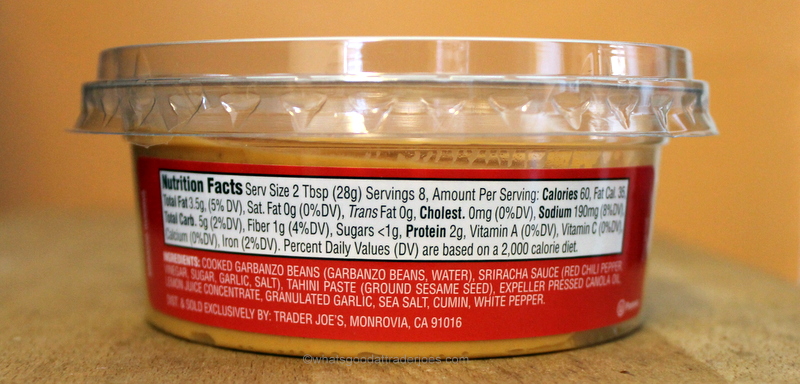 Nutrition Facts Serv Size 2 Tbsp (28g) Servings 8, Amount Per Serving: Calories 60, Fat Cal. 35,
Total Fat 3.5g, (5% DV), Sat. Fat 0g (0%DV), Trans Fat 0g, Cholest. 0mg (0%DV), Sodium 190mg (8%DV),
Total Carb. 5g (2%DV), Fiber 1g (4%DV), Sugars <1g, Protein 2g, Vitamin A (0%DV), Vitamin C (0%DV),
Calcium (0%DV), Iron (2%DV). Percent Daily Values (DV) are based on a 2,000 calorie diet.
INGREDIENTS: COOKED GARBANZO BEANS (GARBANZO BEANS, WATER), SRIRACHA SAUCE (RED CHILI PEPPER,
VINEGAR, SUGAR, GARLIC, SALT), TAHINI PASTE (GROUND SESAME SEED), EXPELLER PRESSED CANOLA OIL,
LEMON JUICE CONCENTRATE, GRANULATED GARLIC, SEA SALT, CUMIN, WHITE PEPPER.
DIST. & SOLD EXCLUSIVELY BY: TRADER JOE'S, MONROVIA, CA 91016
©whatsgoodattraderjoes.com